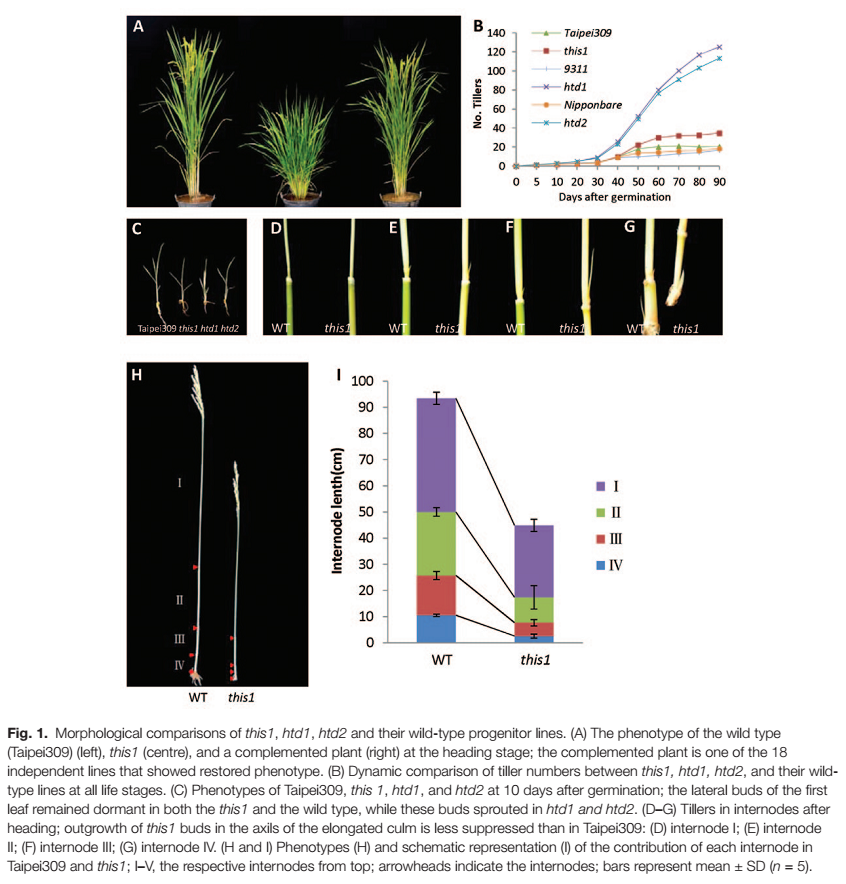 A
B
140
120
100
80
60
40
20
0
No. Tillers
Taipei309
this1
9311
htd1
Nipponbare
htd2
0 5 10 20 30 40 50 60 70 80 90
Days after germination
C
Taipei309 this1 htd1 htd2
D E F G
WT this1 WT this1 WT this1 WT this1
H
I
II
III
IV
WT this1
I
100
90
80
70
60
50
40
30
20
10
0
Internode lenth(cm)
I
II
III
IV
WT this1
Fig. 1. Morphological comparisons of this1, htd1, htd2 and their wild-type progenitor lines. (A) The phenotype of the wild type
(Taipei309) (left), this1 (centre), and a complemented plant (right) at the heading stage; the complemented plant is one of the 18
independent lines that showed restored phenotype. (B) Dynamic comparison of tiller numbers between this1, htd1, htd2, and their wild-
type lines at all life stages. (C) Phenotypes of Taipei309, this 1, htd1, and htd2 at 10 days after germination; the lateral buds of the first
leaf remained dormant in both the this1 and the wild type, while these buds sprouted in htd1 and htd2. (D–G) Tillers in internodes after
heading; outgrowth of this1 buds in the axils of the elongated culm is less suppressed than in Taipei309: (D) internode I; (E) internode
II; (F) internode III; (G) internode IV. (H and I) Phenotypes (H) and schematic representation (I) of the contribution of each internode in
Taipei309 and this1; I–V, the respective internodes from top; arrowheads indicate the internodes; bars represent mean ± SD (n = 5).